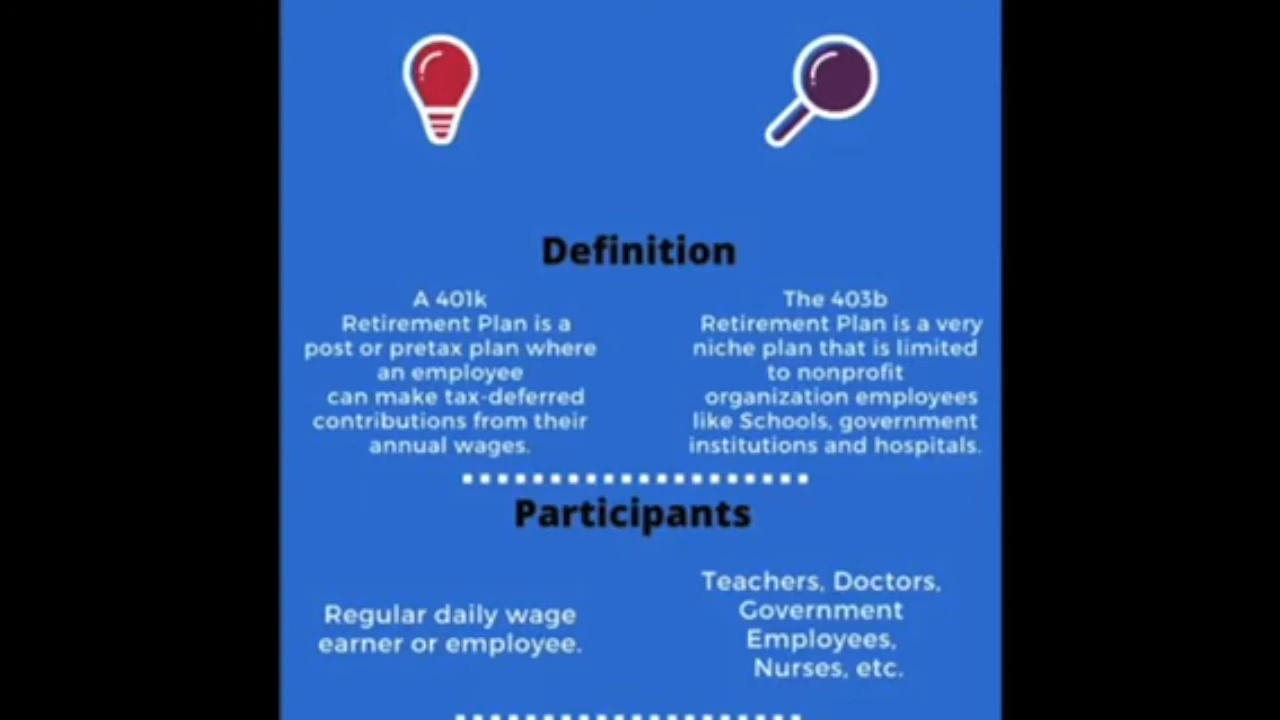 Definition
A 401k
Retirement Plan is a
post or pretax plan where
an employee
can make tax-deferred
contributions from their
annual wages.
The 403b
Retirement Plan is a very
niche plan that is limited
to nonprofit
organization employees
like Schools, government
institutions and hospitals.
Participants
Regular daily wage
earner or employee.
Teachers, Doctors,
Government
Employees,
Nurses, etc.